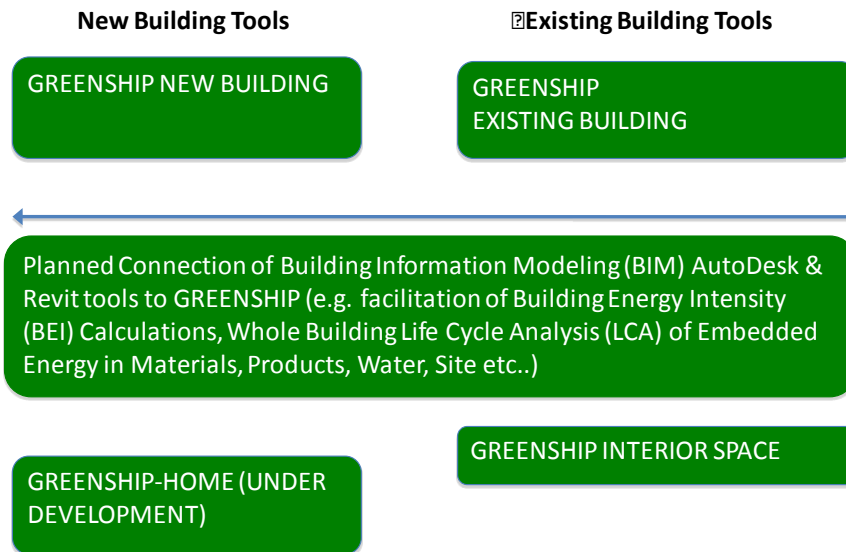 New Building Tools
⍰Existing Building Tools
GREENSHIP NEW BUILDING
GREENSHIP
EXISTING BUILDING
Planned Connection of Building Information Modeling (BIM) AutoDesk &
Revit tools to GREENSHIP (e.g. facilitation of Building Energy Intensity
(BEI) Calculations, Whole Building Life Cycle Analysis (LCA) of Embedded
Energy in Materials, Products, Water, Site etc..)
GREENSHIP INTERIOR SPACE
GREENSHIP-HOME (UNDER
DEVELOPMENT)